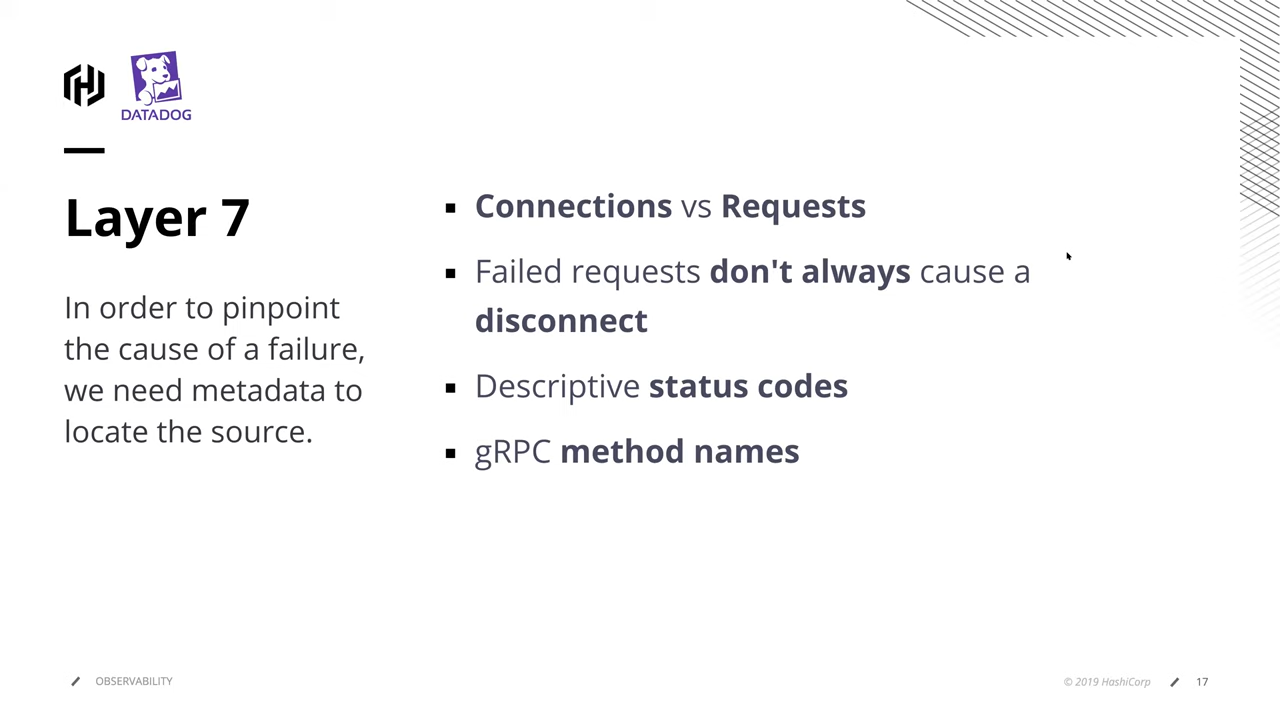 DATADOG
Layer 7
In order to pinpoint
the cause of a failure,
we need metadata to
locate the source.
▪ Connections vs Requests
▪ Failed requests don't always cause a
disconnect
▪ Descriptive status codes
▪ gRPC method names
OBSERVABILITY
© 2019 HashiCorp
17